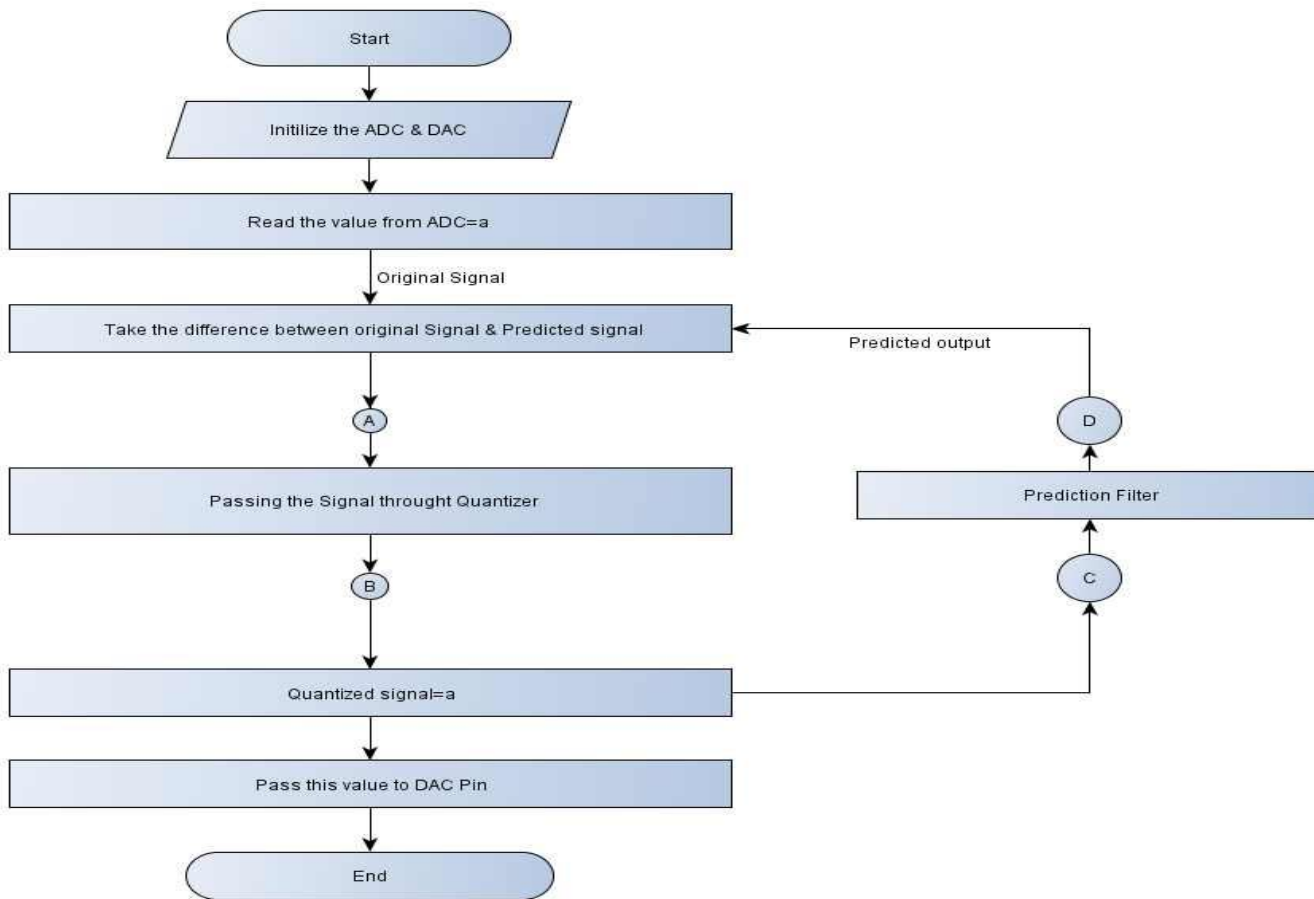 Start
Initilize the ADC & DAC
Read the value from ADC=a
Original Signal
Take the difference between original Signal & Predicted signal
Predicted output
A
D
Passing the Signal throught Quantizer
Prediction Filter
B
C
Quantized signal=a
Pass this value to DAC Pin
End